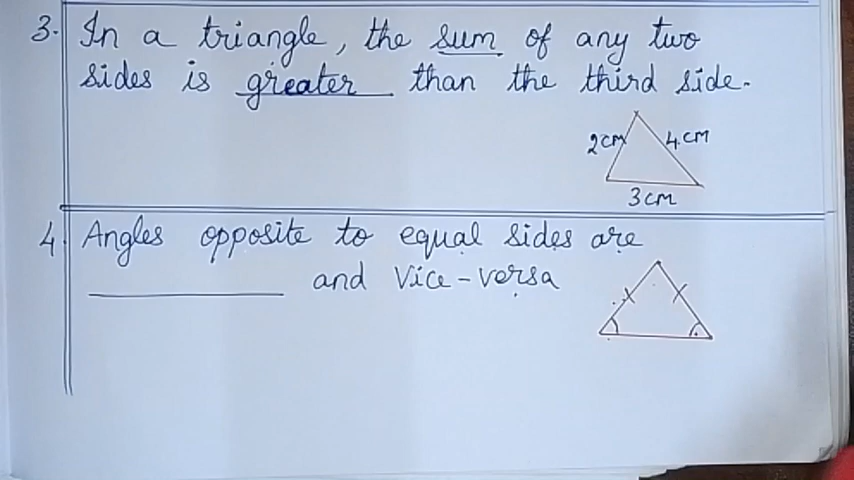 3. In a triangle, the sum of any two
sides is greater than the third side.
2cm 4cm
3cm
4. Angles opposite to equal sides are
__________ and Vice-versa